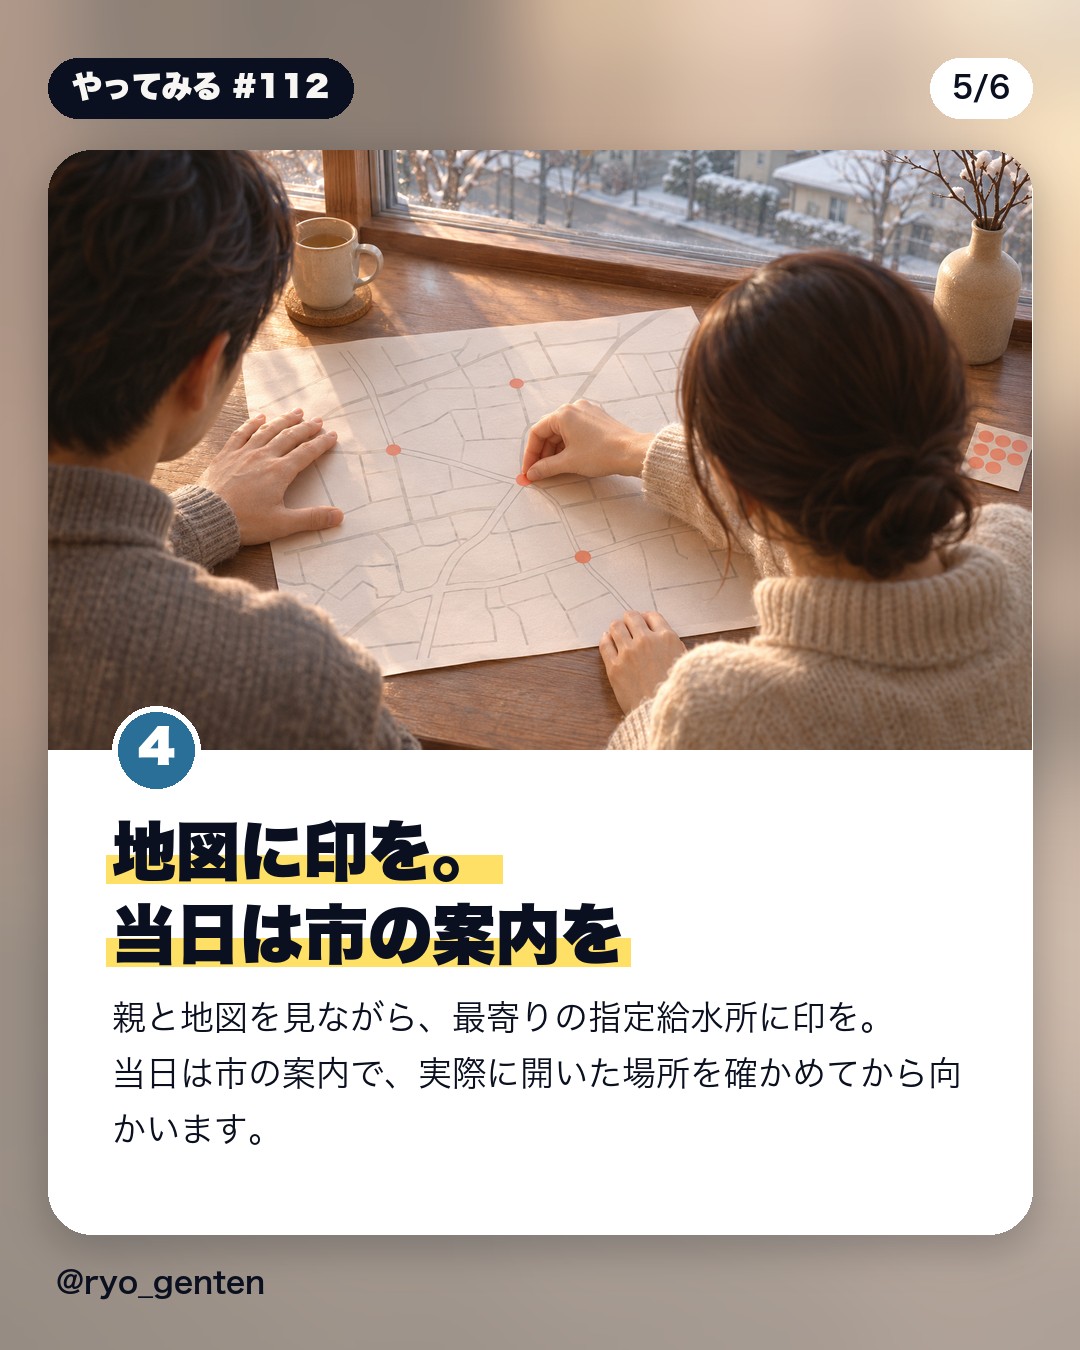 やってみる #112
5/6
4
地図に印を。
当日は市の案内を
親と地図を見ながら、最寄りの指定給水所に印を。
当日は市の案内で、実際に開いた場所を確かめてから向
かいます。
@ryo_genten